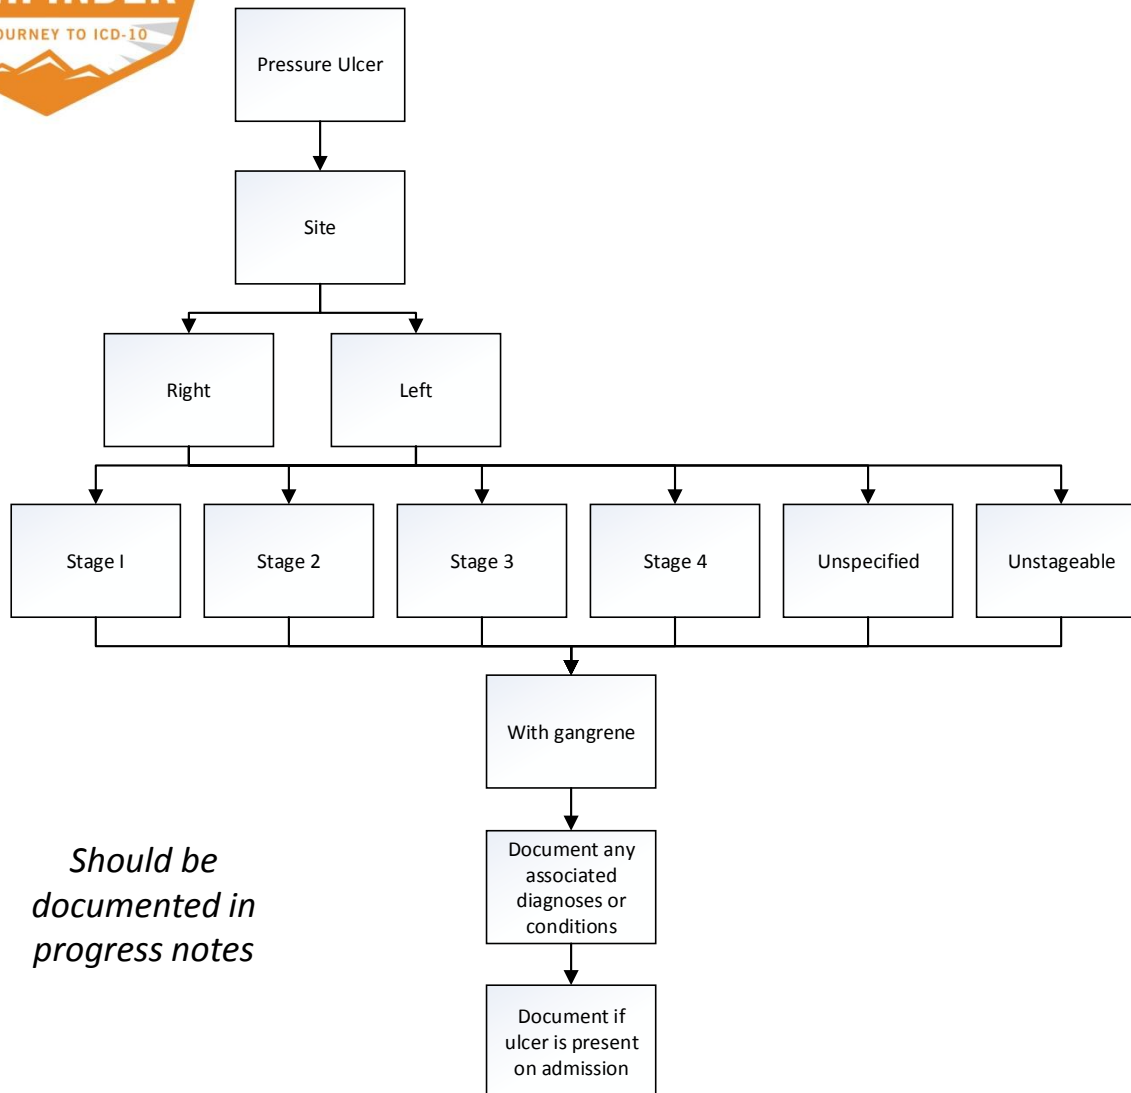 OURNEY TO ICD-10
Pressure Ulcer
Site
Right
Left
Stage I
Stage 2
Stage 3
Stage 4
Unspecified
Unstageable
With gangrene
Document any
associated
diagnoses or
conditions
Should be
documented in
progress notes
Document if
ulcer is present
on admission